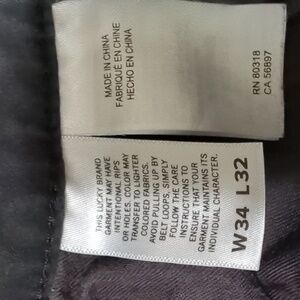 MADE IN CHINA
FABRIQUÉ EN CHINE
HECHO EN CHINA
RN 80318
CA 56897
THIS LUCKY BRAND
GARMENT MAY HAVE
INTENTIONAL RIPS
OR HOLES. COLOR MAY
TRANSFER TO LIGHTER
COLORED FABRICS.
AVOID PULLING UP BY
BELT LOOPS. SIMPLY
FOLLOW THE CARE
INSTRUCTIONS TO
ENSURE THAT YOUR
GARMENT MAINTAINS ITS
INDIVIDUAL CHARACTER.
W34 L32